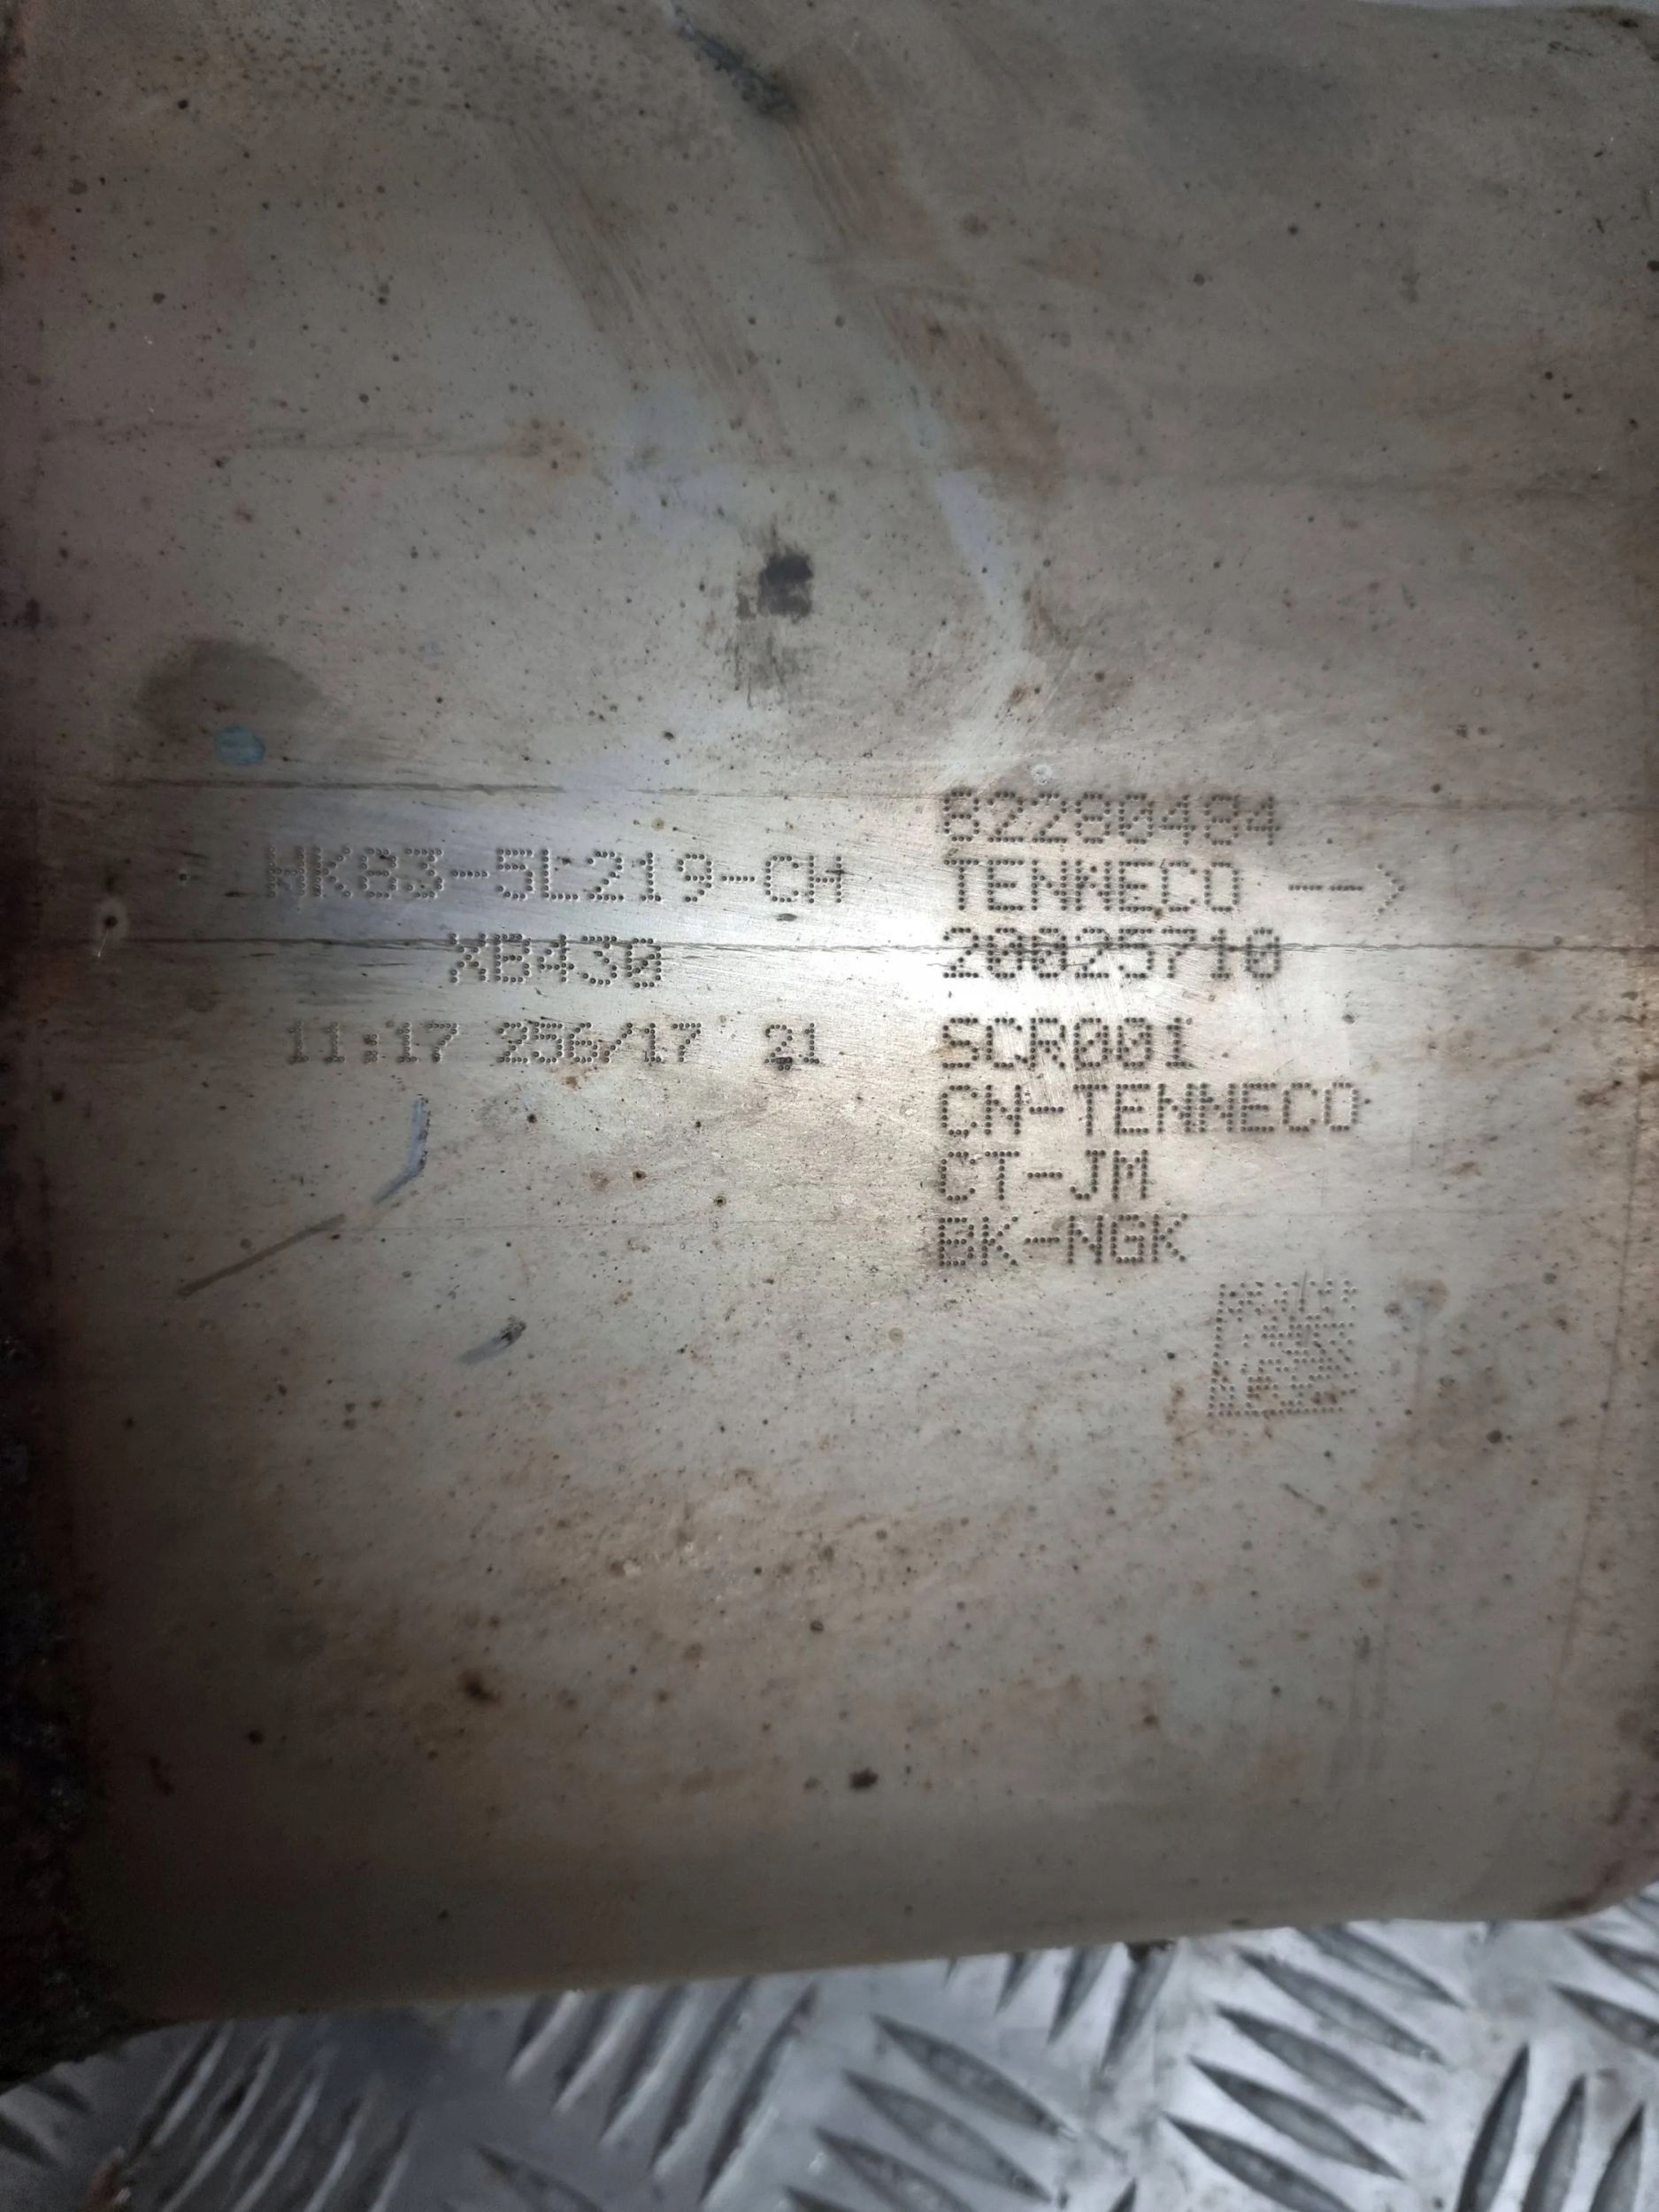 HK83-5L219-CH
XB430
11:17 256/17 21
82280484
TENNECO -->
20025710
SCR001
CN-TENNECO
CT-JM
BK-NGK